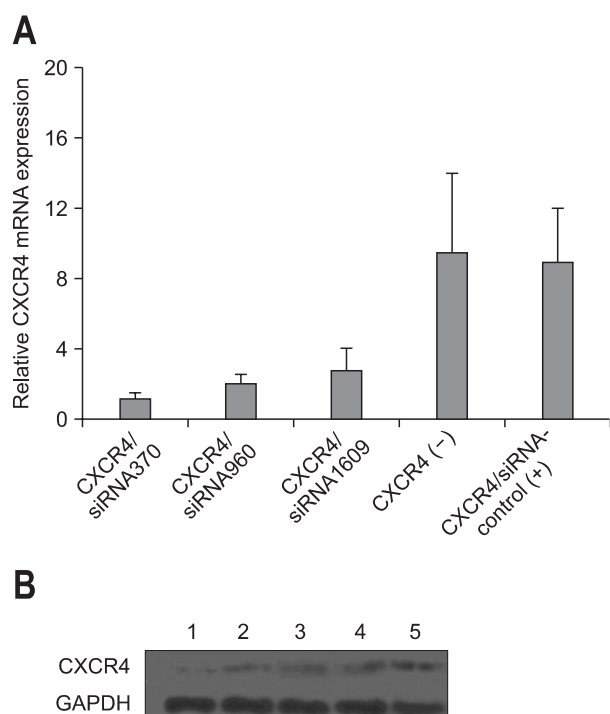 A
Relative CXCR4 mRNA expression
20
16
12
8
4
0
CXCR4/
siRNA370
CXCR4/
siRNA960
CXCR4/
siRNA1609
CXCR4 (−)
CXCR4/siRNA-
control (+)
B
1 2 3 4 5
CXCR4
GAPDH